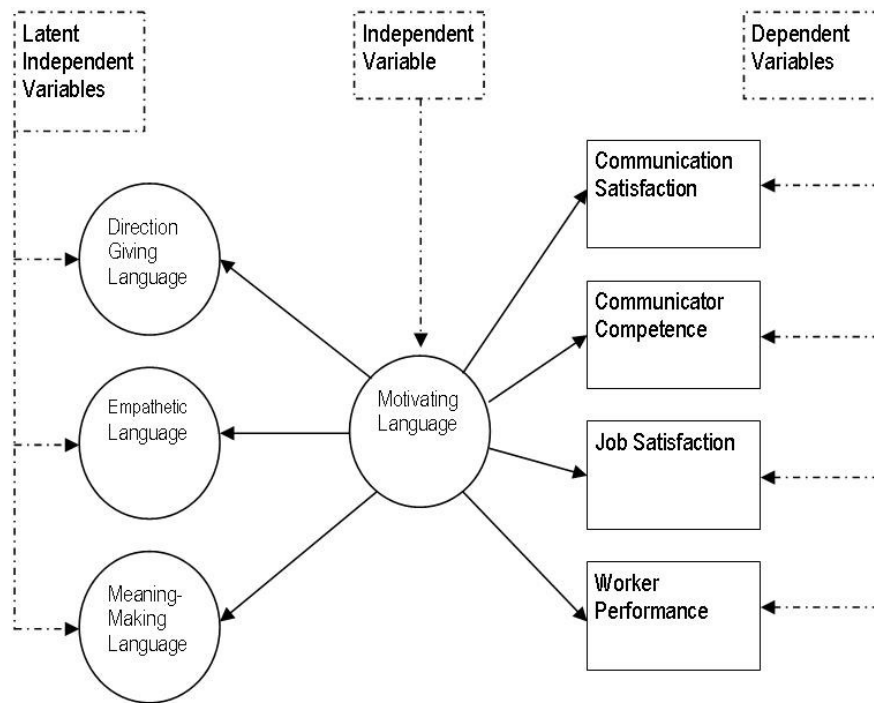 Latent
Independent
Variables
Independent
Variable
Dependent
Variables
Direction
Giving
Language
Empathetic
Language
Meaning-
Making
Language
Motivating
Language
Communication
Satisfaction
Communicator
Competence
Job Satisfaction
Worker
Performance